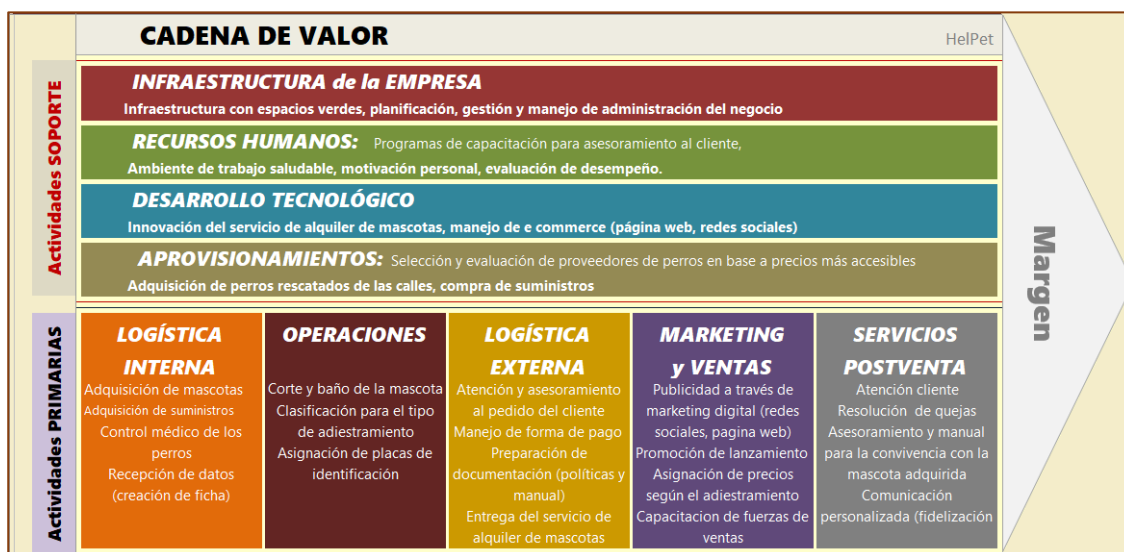 CADENA DE VALOR
HelPet
Actividades SOPORTE
INFRAESTRUCTURA de la EMPRESA
Infraestructura con espacios verdes, planificación, gestión y manejo de administración del negocio
RECURSOS HUMANOS: Programas de capacitación para asesoramiento al cliente,
Ambiente de trabajo saludable, motivación personal, evaluación de desempeño.
DESARROLLO TECNOLÓGICO
Innovación del servicio de alquiler de mascotas, manejo de e commerce (página web, redes sociales)
APROVISIONAMIENTOS: Selección y evaluación de proveedores de perros en base a precios más accesibles
Adquisición de perros rescatados de las calles, compra de suministros
Actividades PRIMARIAS
LOGÍSTICA
INTERNA
Adquisición de mascotas
Adquisición de suministros
Control médico de los
perros
Recepción de datos
(creación de ficha)
OPERACIONES
Corte y baño de la mascota
Clasificación para el tipo
de adiestramiento
Asignación de placas de
identificación
LOGÍSTICA
EXTERNA
Atención y asesoramiento
al pedido del cliente
Manejo de forma de pago
Preparación de
documentación (políticas y
manual)
Entrega del servicio de
alquiler de mascotas
MARKETING
y VENTAS
Publicidad a través de
marketing digital (redes
sociales, pagina web)
Promoción de lanzamiento
Asignación de precios
según el adiestramiento
Capacitacion de fuerzas de
ventas
SERVICIOS
POSTVENTA
Atención cliente
Resolución de quejas
Asesoramiento y manual
para la convivencia con la
mascota adquirida
Comunicación
personalizada (fidelización
Margen